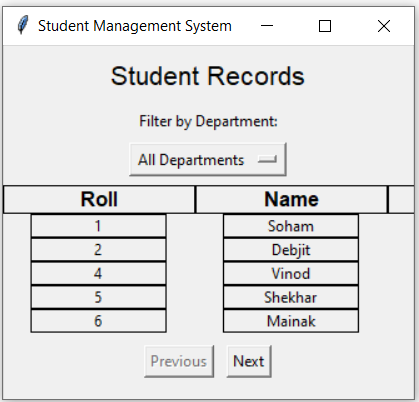 Student Management System
Student Records
Filter by Department:
All Departments
Roll Name
1 Soham
2 Debjit
4 Vinod
5 Shekhar
6 Mainak
Previous Next